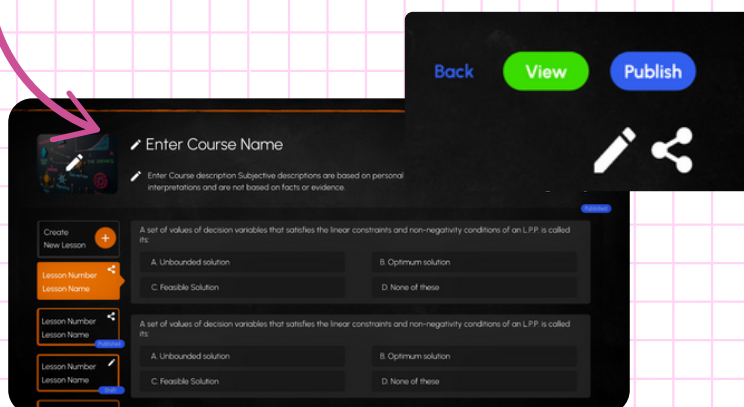 Back
View
Publish
Enter Course Name
Enter Course description Subjective descriptions are based on personal
interpretations and are not based on facts or evidence.
Published
Create
New Lesson
A set of values of decision variables that satisfies the linear constraints and non-negativity conditions of an L.P.P. is called
its:
A. Unbounded solution
B. Optimum solution
C. Feasible Solution
D. None of these
Lesson Number
Lesson Name
Lesson Number
Lesson Name
Published
A set of values of decision variables that satisfies the linear constraints and non-negativity conditions of an L.P.P. is called
its:
A. Unbounded solution
B. Optimum solution
C. Feasible Solution
D. None of these
Lesson Number
Lesson Name
Draft